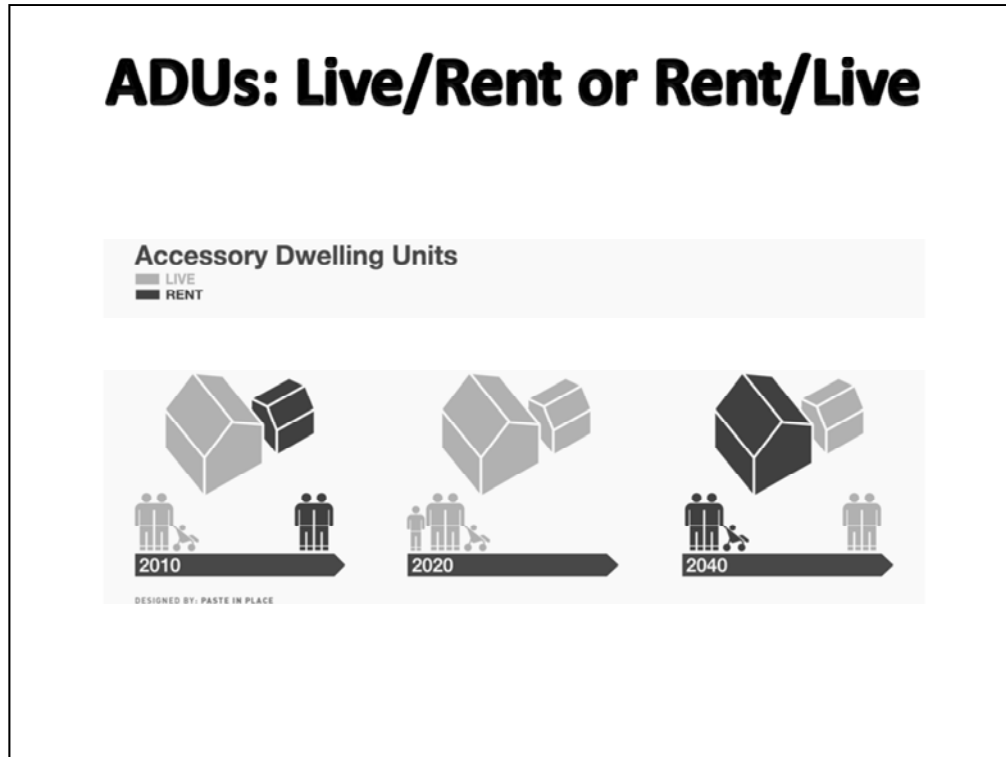 ADUs: Live/Rent or Rent/Live
Accessory Dwelling Units
LIVE
RENT
2010
2020
2040
DESIGNED BY: PASTE IN PLACE